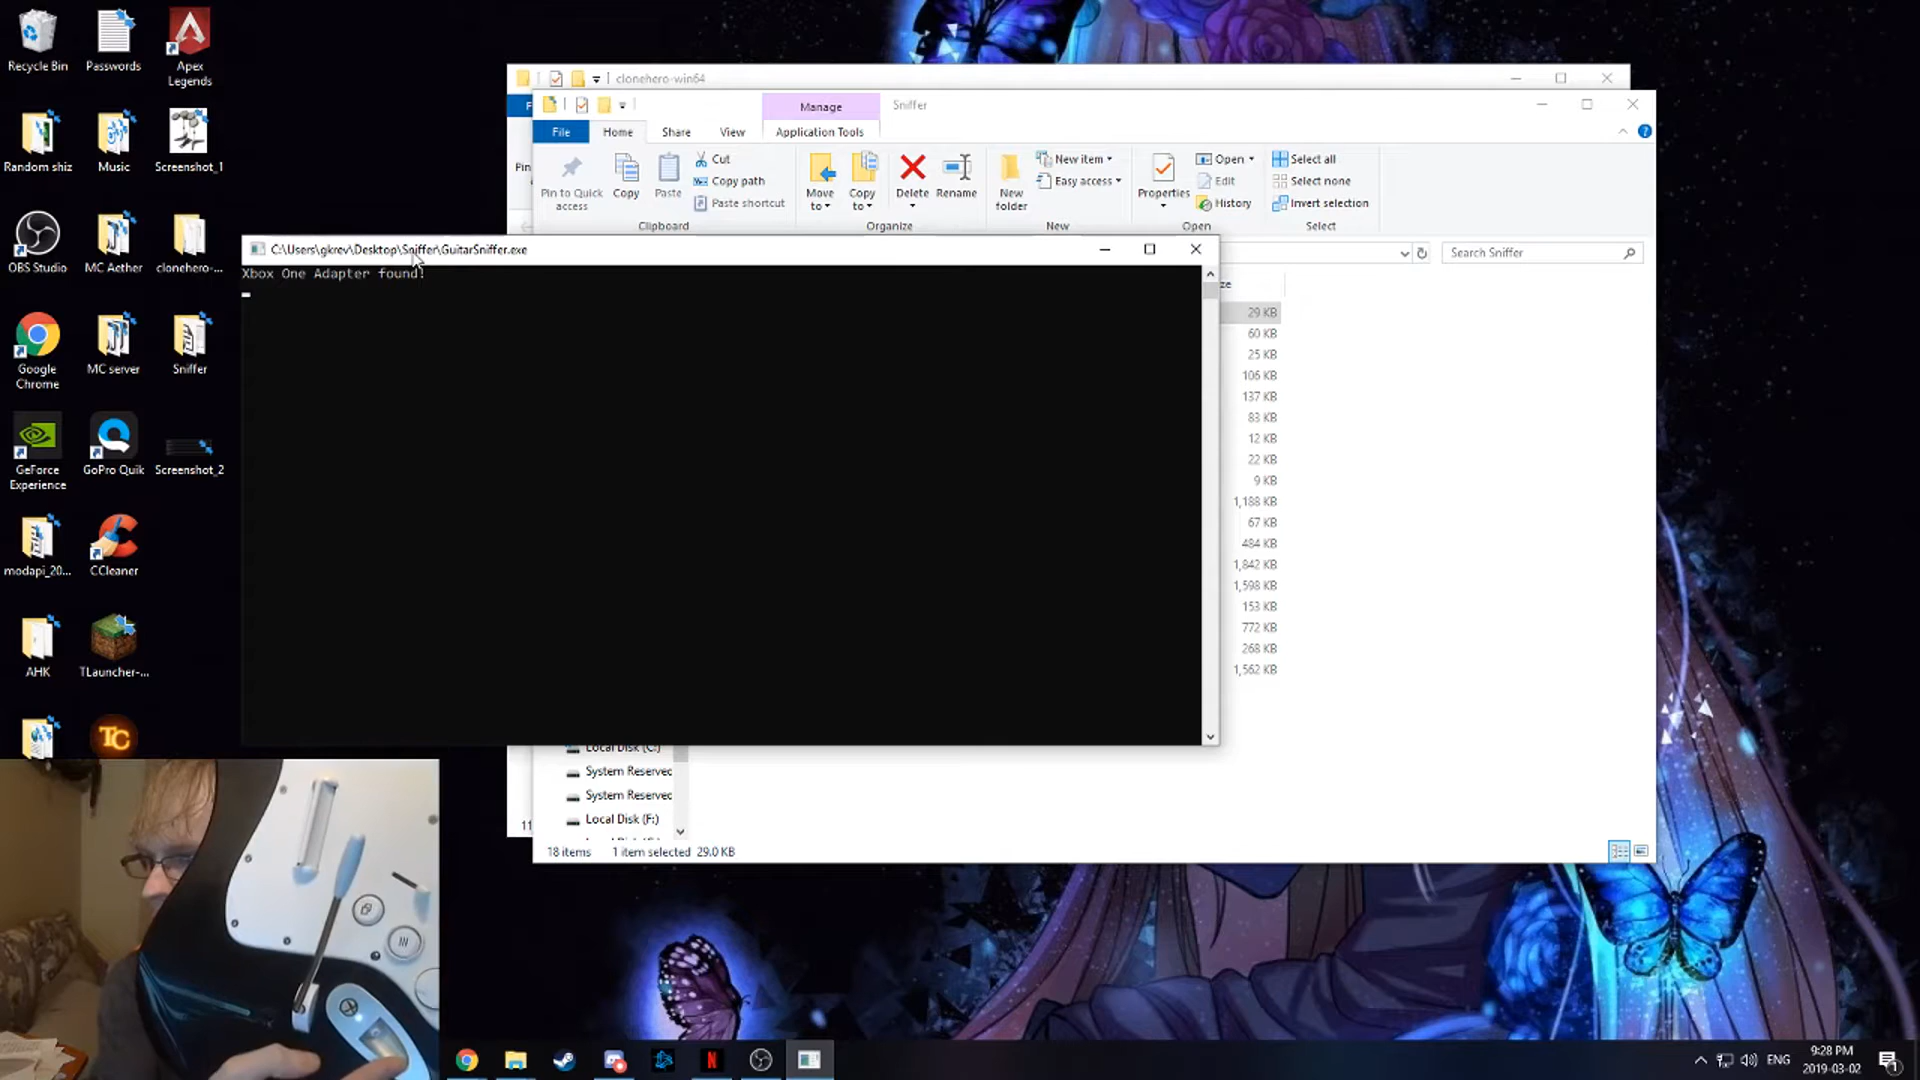 Recycle Bin
Passwords
Apex Legends
Random shiz
Music
Screenshot_1
OBS Studio
MC Aether
clonehero-...
Google Chrome
MC server
Sniffer
GeForce Experience
GoPro Quik
Screenshot_2
modapi_20...
CCleaner
AHK
TLauncher-...
TC
clonehero-win64
Manage
Sniffer
File
Home
Share
View
Application Tools
Pin to Quick access
Copy
Paste
Cut
Copy path
Paste shortcut
Clipboard
Move to
Copy to
Delete
Rename
Organize
New folder
New item
Easy access
New
Properties
Open
Edit
History
Open
Select all
Select none
Invert selection
Select
Search Sniffer
C:\Users\gkrev\Desktop\Sniffer\GuitarSniffer.exe
Xbox One Adapter found!
29 KB
60 KB
25 KB
106 KB
137 KB
83 KB
12 KB
22 KB
9 KB
1,188 KB
67 KB
484 KB
1,842 KB
1,598 KB
153 KB
772 KB
268 KB
1,562 KB
Local Disk (C:)
System Reserved
System Reserved
Local Disk (F:)
18 items
1 item selected 29.0 KB
ENG
9:28 PM
2019-03-02